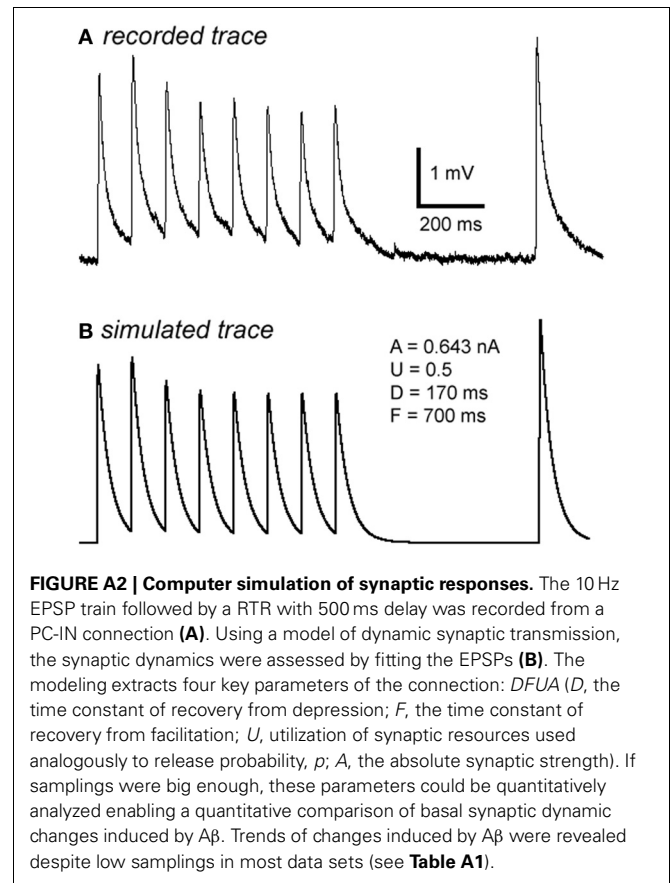 A recorded trace
1 mV
200 ms
B simulated trace
A = 0.643 nA
U = 0.5
D = 170 ms
F = 700 ms
FIGURE A2 | Computer simulation of synaptic responses. The 10 Hz
EPSP train followed by a RTR with 500 ms delay was recorded from a
PC-IN connection (A). Using a model of dynamic synaptic transmission,
the synaptic dynamics were assessed by fitting the EPSPs (B). The
modeling extracts four key parameters of the connection: DFUA (D, the
time constant of recovery from depression; F, the time constant of
recovery from facilitation; U, utilization of synaptic resources used
analogously to release probability, p; A, the absolute synaptic strength). If
samplings were big enough, these parameters could be quantitatively
analyzed enabling a quantitative comparison of basal synaptic dynamic
changes induced by Aβ. Trends of changes induced by Aβ were revealed
despite low samplings in most data sets (see Table A1).